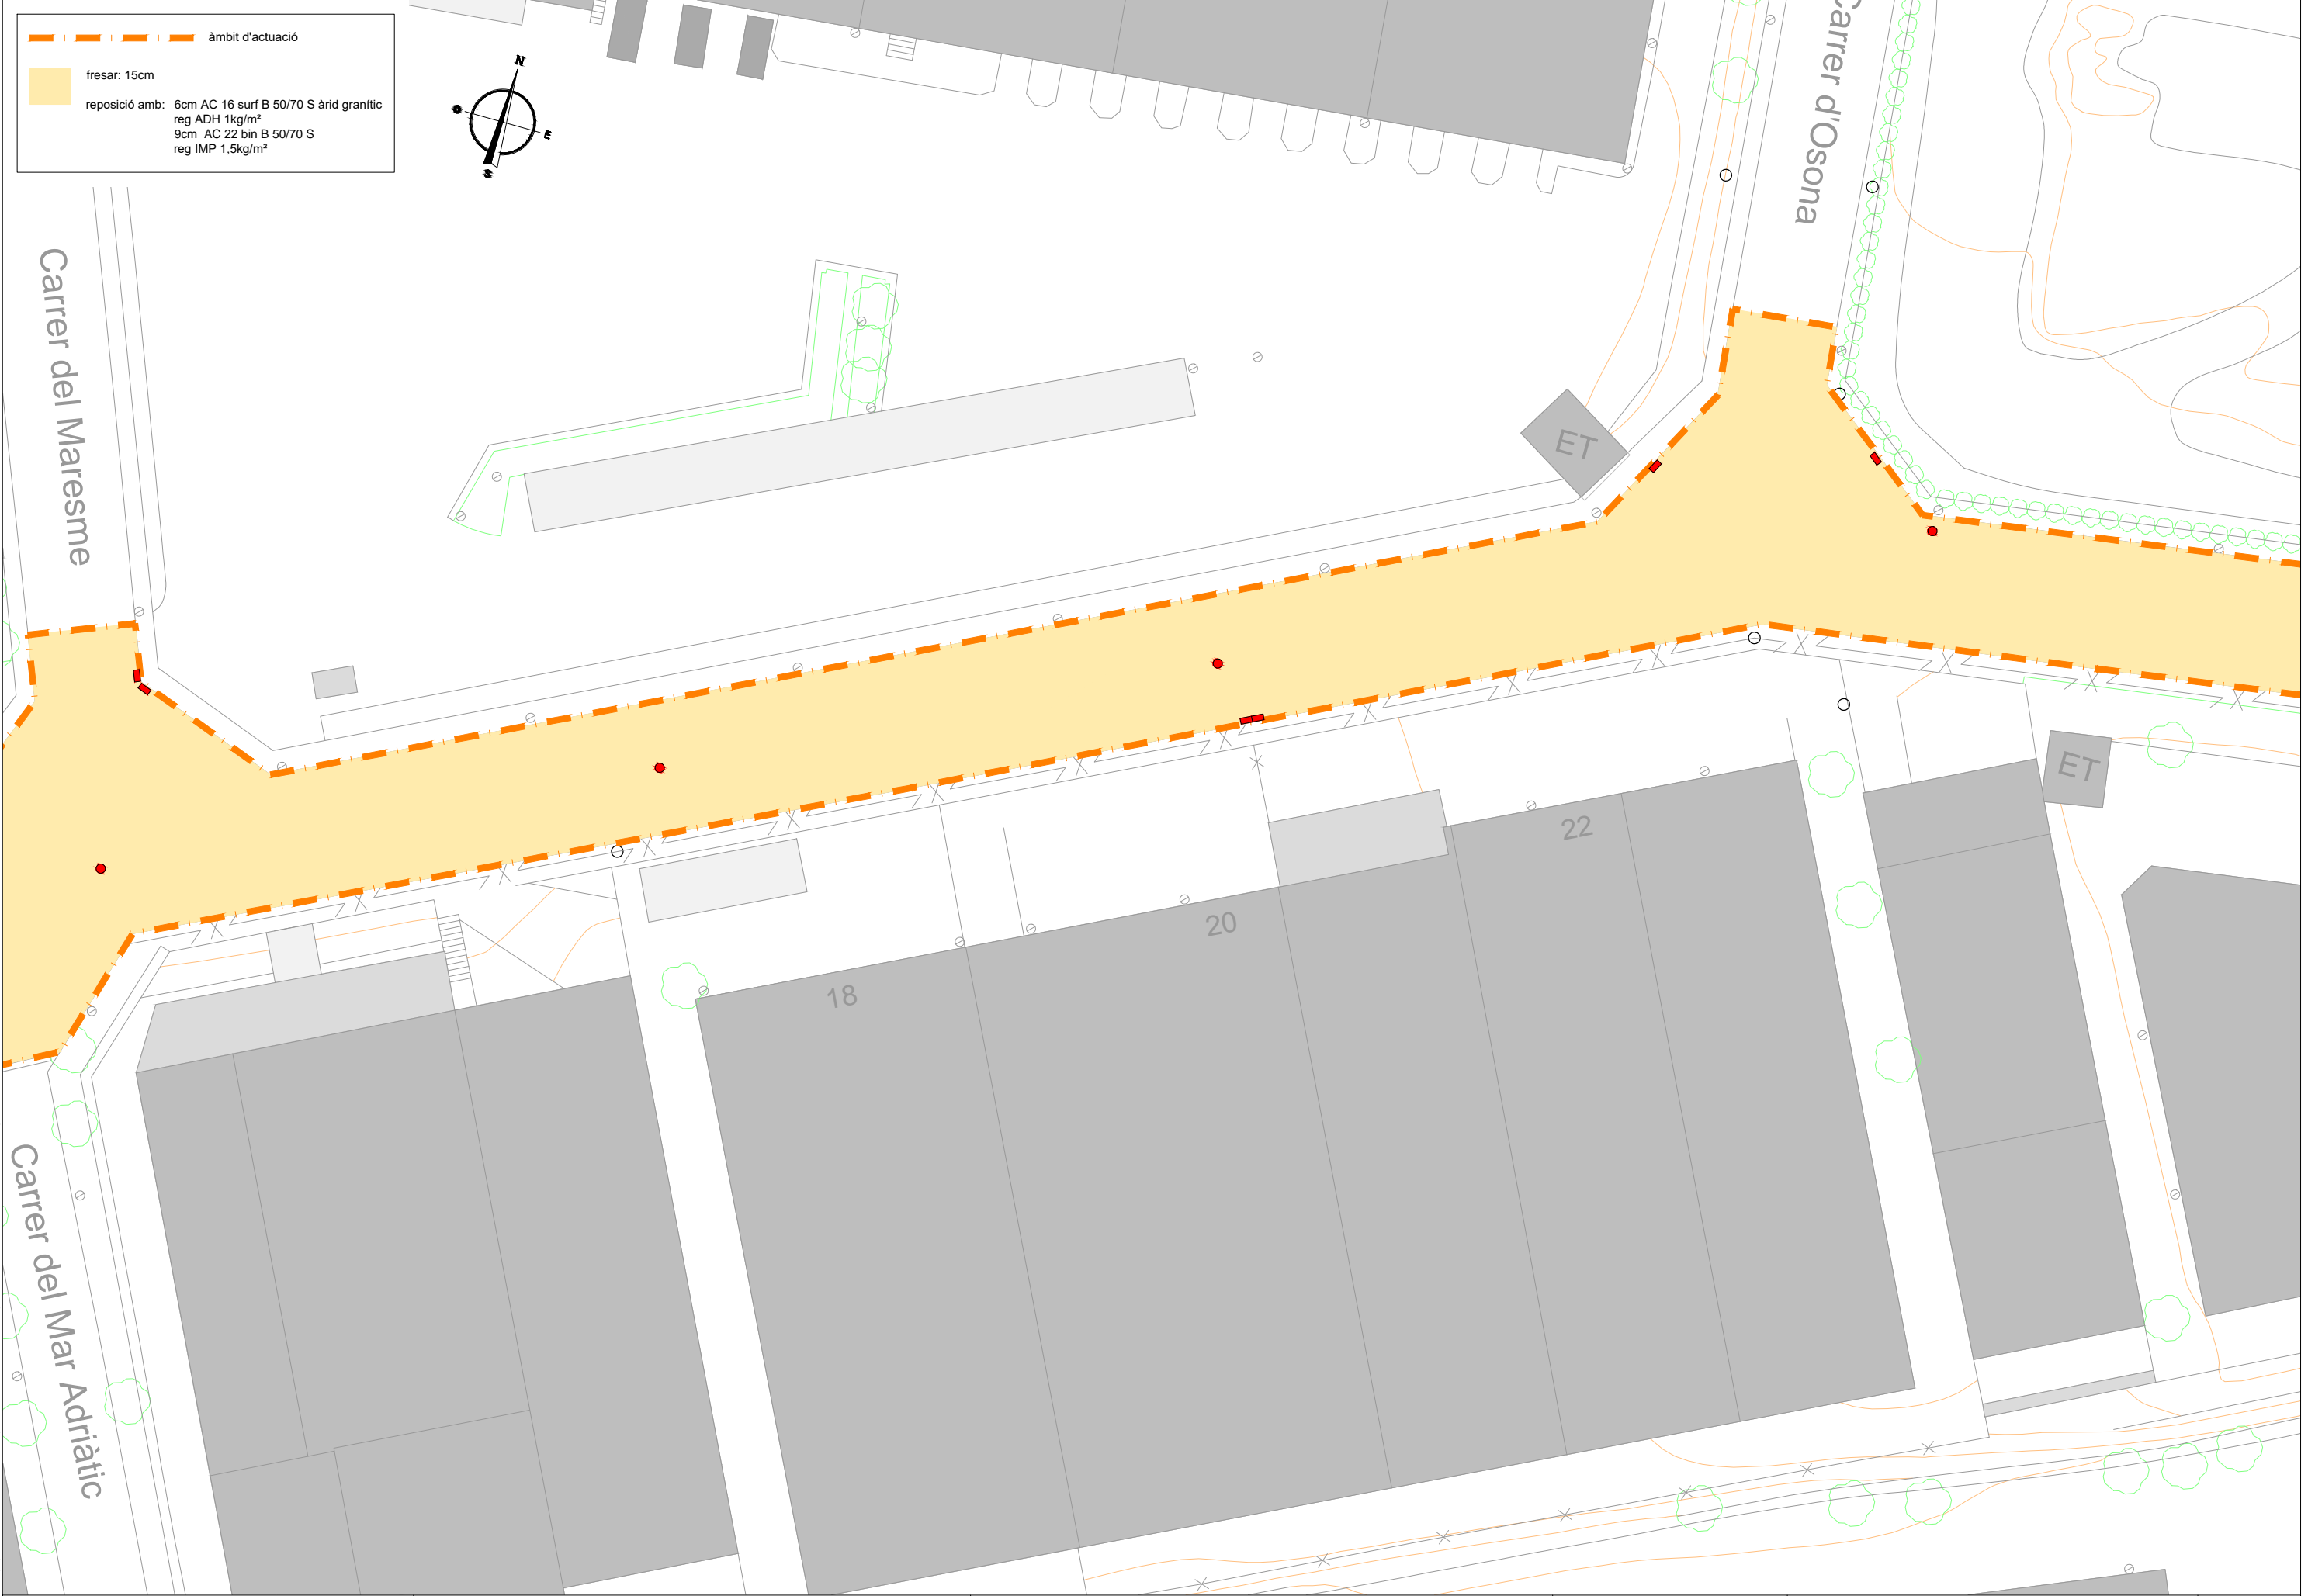 àmbit d'actuació
fresar: 15cm
reposició amb: 6cm AC 16 surf B 50/70 S àrid granític
reg ADH 1kg/m²
9cm AC 22 bin B 50/70 S
reg IMP 1,5kg/m²
N
O
E
S
Carrer d'Osona
Carrer del Maresme
ET
ET
22
20
18
Carrer del Mar Adriàtic